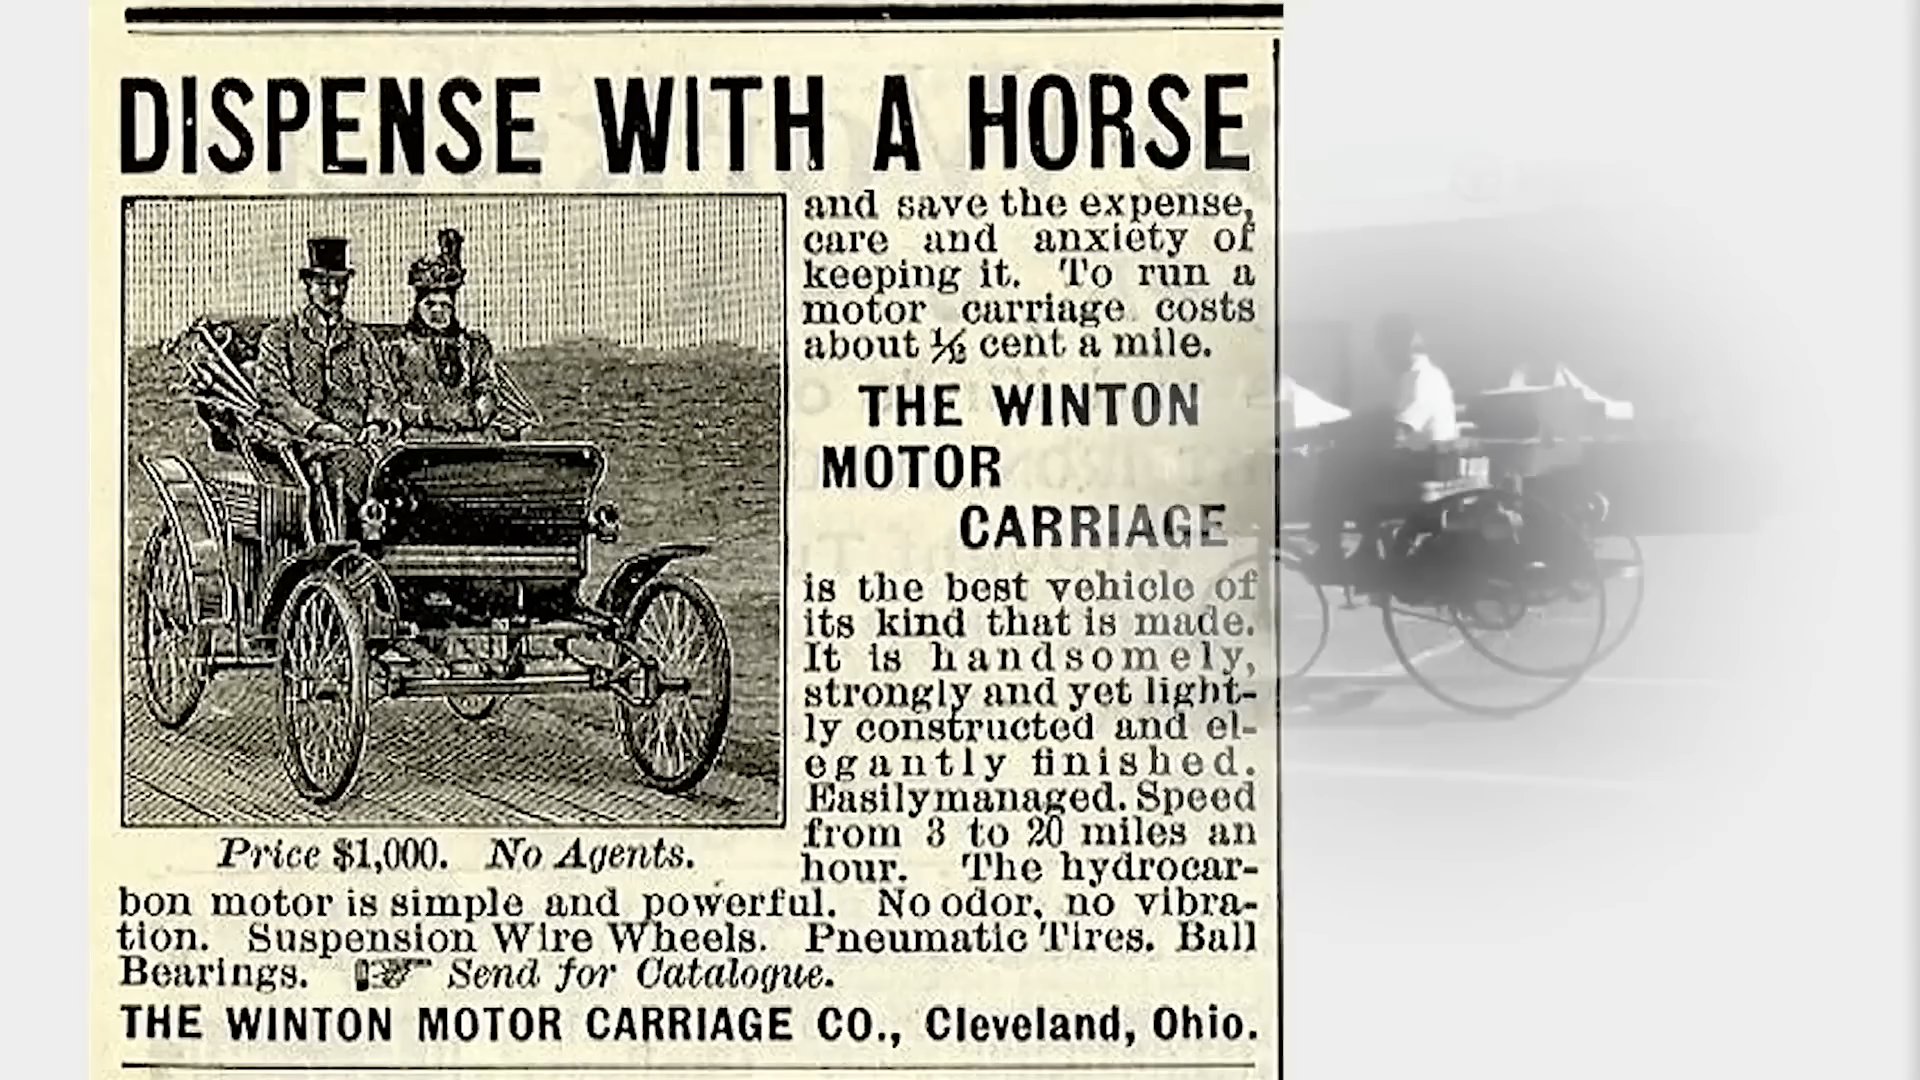 DISPENSE WITH A HORSE
and save the expense,
care and anxiety of
keeping it. To run a
motor carriage costs
about ½ cent a mile.
THE WINTON
MOTOR
CARRIAGE
is the best vehicle of
its kind that is made.
It is handsomely,
strongly and yet light-
ly constructed and el-
egantly finished.
Easily managed. Speed
from 3 to 20 miles an
Price $1,000. No Agents.
hour. The hydrocar-
bon motor is simple and powerful. No odor, no vibra-
tion. Suspension Wire Wheels. Pneumatic Tires. Ball
Bearings. ☞ Send for Catalogue.
THE WINTON MOTOR CARRIAGE CO., Cleveland, Ohio.